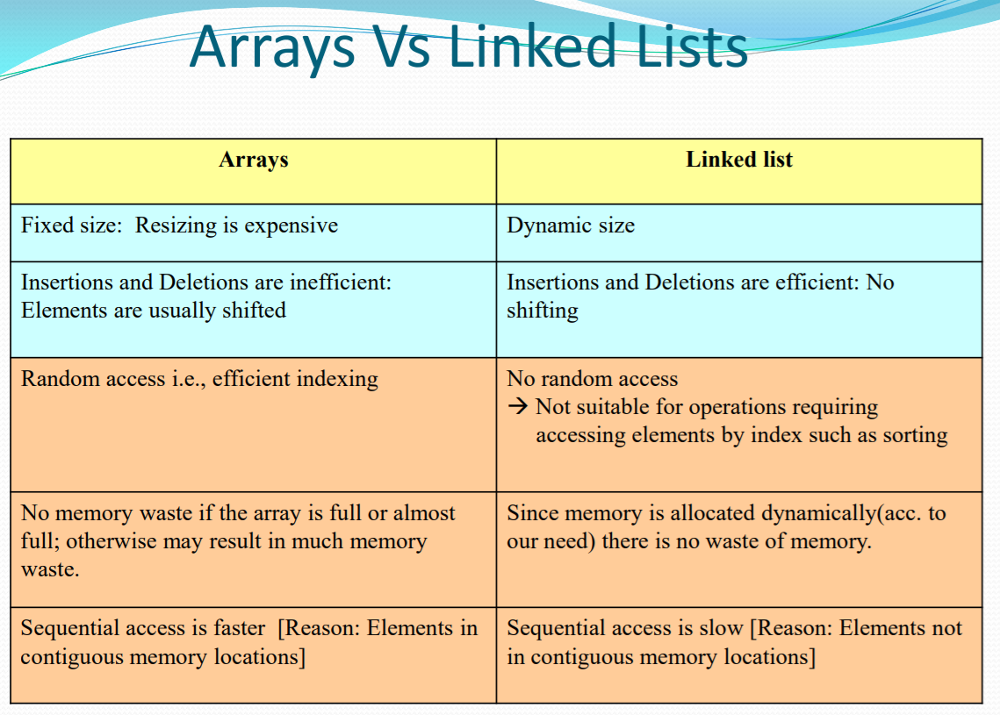 Arrays Vs Linked Lists
Arrays
Linked list
Fixed size:  Resizing is expensive
Dynamic size
Insertions and Deletions are inefficient:
Elements are usually shifted
Insertions and Deletions are efficient: No
shifting
Random access i.e., efficient indexing
No random access
→ Not suitable for operations requiring
accessing elements by index such as sorting
No memory waste if the array is full or almost
full; otherwise may result in much memory
waste.
Since memory is allocated dynamically(acc. to
our need) there is no waste of memory.
Sequential access is faster  [Reason: Elements in
contiguous memory locations]
Sequential access is slow [Reason: Elements not
in contiguous memory locations]